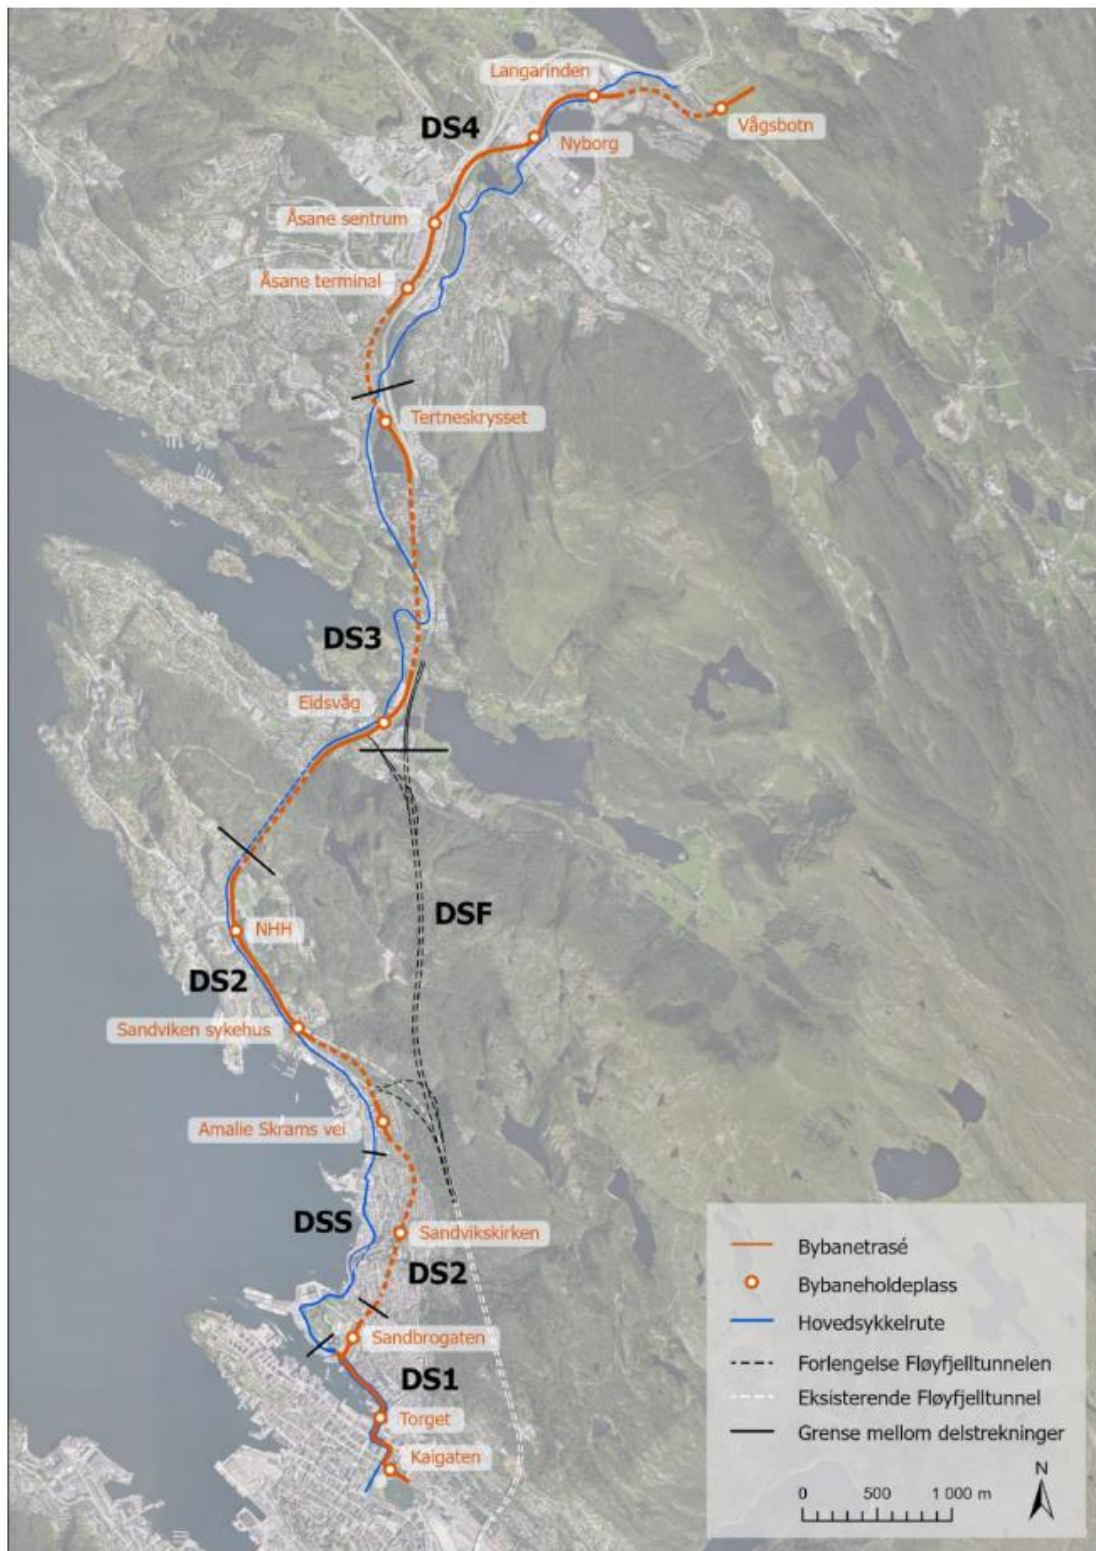 Langarinden
DS4
Vågsbotn
Nyborg
Åsane sentrum
Åsane terminal
Tertneskrysset
DS3
Eidsvåg
DSF
NHH
DS2
Sandviken sykehus
Amalie Skrams vei
DSS
Sandvikskirken
DS2
Sandbrogaten
DS1
Torget
Kaigaten
Bybanetrasé
Bybaneholdeplass
Hovedsykkelrute
Forlengelse Fløyfjelltunnelen
Eksisterende Fløyfjelltunnel
Grense mellom delstrekninger
N
0 500 1 000 m